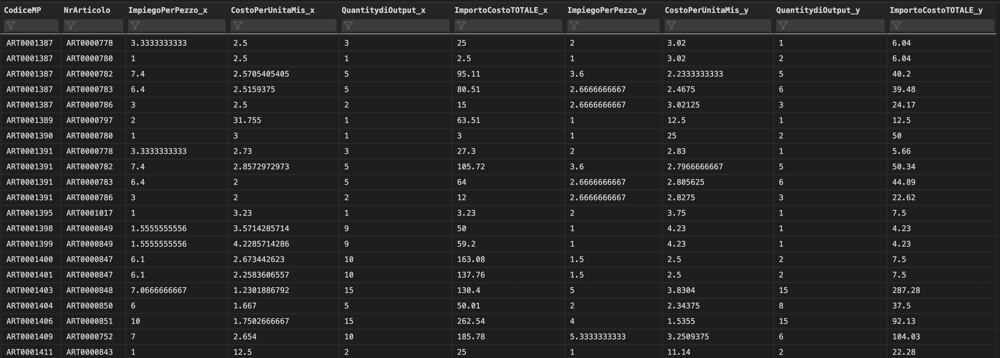 CodiceMP NrArticolo ImpiegoPerPezzo_x CostoPerUnitaMis_x QuantitydiOutput_x ImportoCostoTOTALE_x ImpiegoPerPezzo_y CostoPerUnitaMis_y QuantitydiOutput_y ImportoCostoTOTALE_y
ART0001387 ART0000778 3.3333333333 2.5 3 25 2 3.02 1 6.04
ART0001387 ART0000780 1 2.5 1 2.5 1 3.02 2 6.04
ART0001387 ART0000782 7.4 2.5705405405 5 95.11 3.6 2.2333333333 5 40.2
ART0001387 ART0000783 6.4 2.5159375 5 80.51 2.6666666667 2.4675 6 39.48
ART0001387 ART0000786 3 2.5 2 15 2.6666666667 3.02125 3 24.17
ART0001389 ART0000797 2 31.755 1 63.51 1 12.5 1 12.5
ART0001390 ART0000780 1 3 1 3 1 25 2 50
ART0001391 ART0000778 3.3333333333 2.73 3 27.3 2 2.83 1 5.66
ART0001391 ART0000782 7.4 2.8572972973 5 105.72 3.6 2.7966666667 5 50.34
ART0001391 ART0000783 6.4 2 5 64 2.6666666667 2.805625 6 44.89
ART0001391 ART0000786 3 2 2 12 2.6666666667 2.8275 3 22.62
ART0001395 ART0001017 1 3.23 1 3.23 2 3.75 1 7.5
ART0001398 ART0000849 1.5555555556 3.5714285714 9 50 1 4.23 1 4.23
ART0001399 ART0000849 1.5555555556 4.2285714286 9 59.2 1 4.23 1 4.23
ART0001400 ART0000847 6.1 2.673442623 10 163.08 1.5 2.5 2 7.5
ART0001401 ART0000847 6.1 2.2583606557 10 137.76 1.5 2.5 2 7.5
ART0001403 ART0000848 7.0666666667 1.2301886792 15 130.4 5 3.8304 15 287.28
ART0001404 ART0000850 6 1.667 5 50.01 2 2.34375 8 37.5
ART0001406 ART0000851 10 1.7502666667 15 262.54 4 1.5355 15 92.13
ART0001409 ART0000752 7 2.654 10 185.78 5.3333333333 3.2509375 6 104.03
ART0001411 ART0000843 1 12.5 2 25 1 11.14 2 22.28